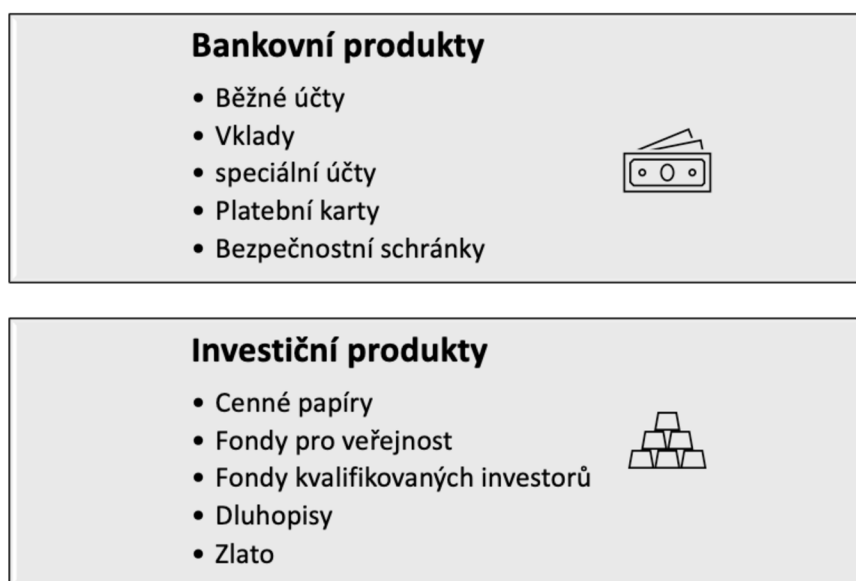 Bankovní produkty
• Běžné účty
• Vklady
• speciální účty
• Platební karty
• Bezpečnostní schránky
Investiční produkty
• Cenné papíry
• Fondy pro veřejnost
• Fondy kvalifikovaných investorů
• Dluhopisy
• Zlato